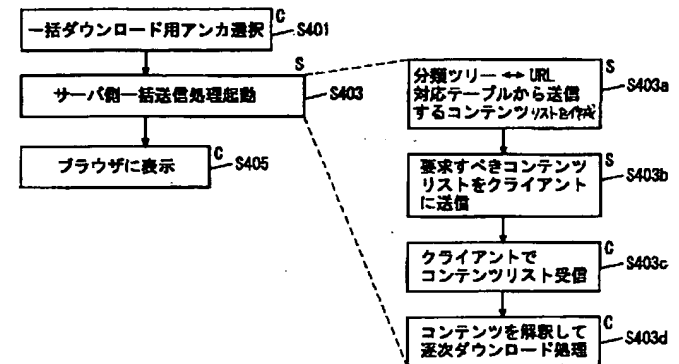 一括ダウンロード用アンカ選択
C
S401
サーバ側一括送信処理起動
S
S403
ブラウザに表示
C
S405
分類ツリー↔URL
対応テーブルから送信
するコンテンツリストを作成
S
S403a
要求すべきコンテンツ
リストをクライアント
に送信
S
S403b
クライアントで
コンテンツリスト受信
C
S403c
コンテンツを解釈して
逐次ダウンロード処理
C
S403d